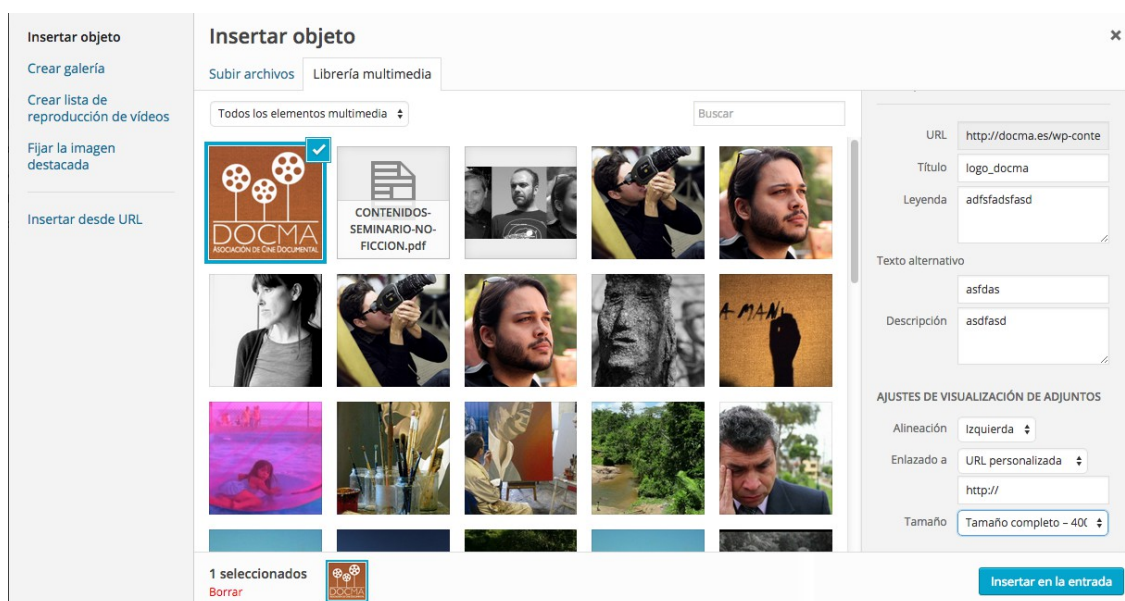 Insertar objeto
Crear galería
Crear lista de
reproducción de vídeos
Fijar la imagen
destacada
Insertar desde URL
Insertar objeto
Subir archivos
Librería multimedia
Todos los elementos multimedia
Buscar
DOCMA
ASOCIACIÓN DE CINE DOCUMENTAL
CONTENIDOS-
SEMINARIO-NO-
FICCION.pdf
A MAN
URL http://docma.es/wp-conte
Título logo_docma
Leyenda adfsfadsfasd
Texto alternativo
asfdas
Descripción asdfasd
AJUSTES DE VISUALIZACIÓN DE ADJUNTOS
Alineación Izquierda
Enlazado a URL personalizada
http://
Tamaño Tamaño completo – 40
1 seleccionados
Borrar
DOCMA
Insertar en la entrada